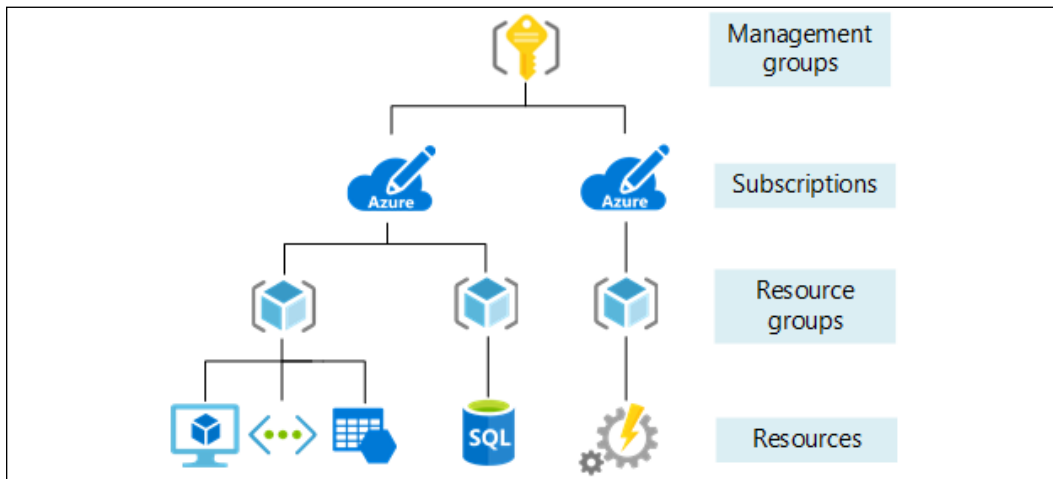 Management
groups
Azure
Azure
Subscriptions
Resource
groups
SQL
Resources